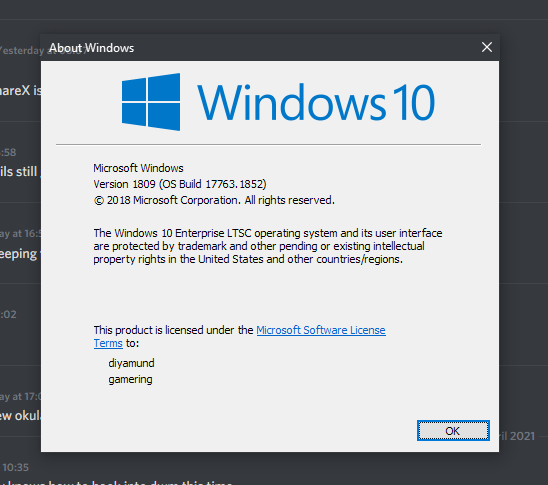 Yesterday at
About Windows
nareX is
Windows 10
:58
Microsoft Windows
ils still
Version 1809 (OS Build 17763.1852)
© 2018 Microsoft Corporation. All rights reserved.
ay at 16:5
The Windows 10 Enterprise LTSC operating system and its user interface
eeping
are protected by trademark and other pending or existing intellectual
property rights in the United States and other countries/regions.
:02
This product is licensed under the Microsoft Software License
Terms to:
diyamund
gamering
ay at 17:0
ew okula
OK
ril 2021
10:35